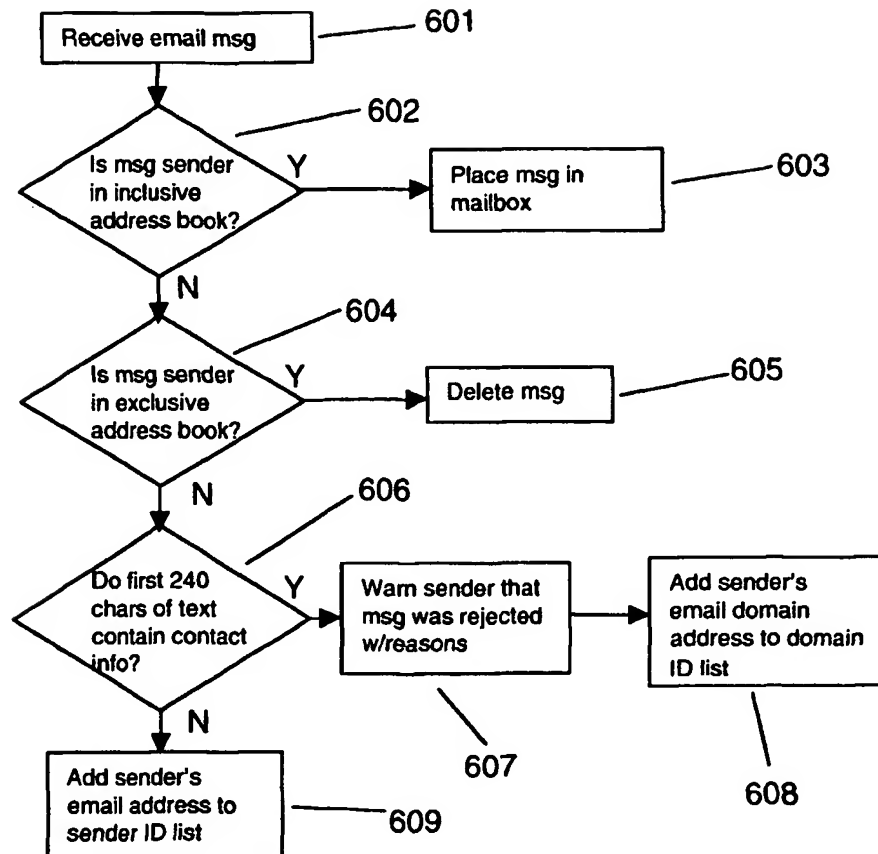 Receive email msg
601
602
Is msg sender
in inclusive
address book?
Y
Place msg in
mailbox
603
N
604
Is msg sender
in exclusive
address book?
Y
Delete msg
605
N
606
Do first 240
chars of text
contain contact
info?
Y
Warn sender that
msg was rejected
w/reasons
Add sender's
email domain
address to domain
ID list
N
607
608
Add sender's
email address to
sender ID list
609